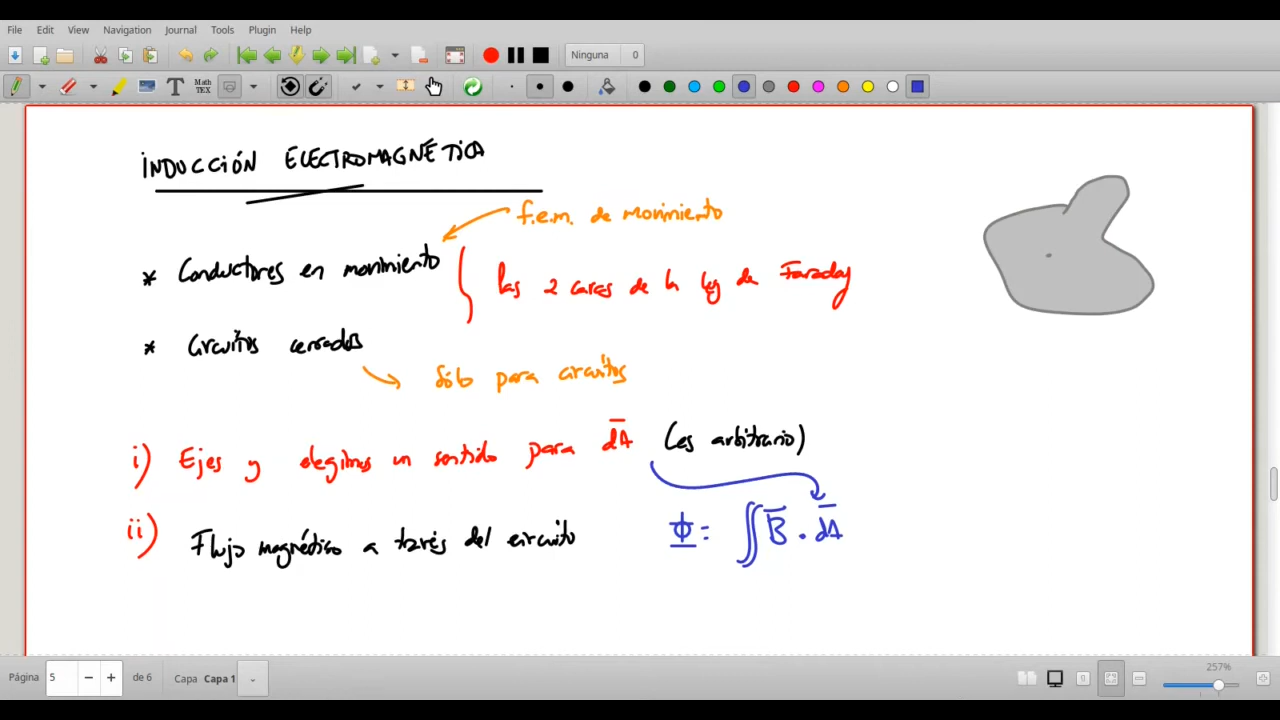 File Edit View Navigation Journal Tools Plugin Help
Ninguna 0
T Math TEX
INDUCCIÓN ELECTROMAGNÉTICA
f.e.m. de movimiento
* Conductores en movimiento
las 2 caras de la ley de Faraday
* Circuitos cerrados
Sólo para circuitos
i) Ejes y elegimos un sentido para d̅A̅ (es arbitrario)
ii) Flujo magnético a través del circuito Φ = ∬ B̅ · d̅A̅
Página 5 de 6 Capa Capa 1 257%